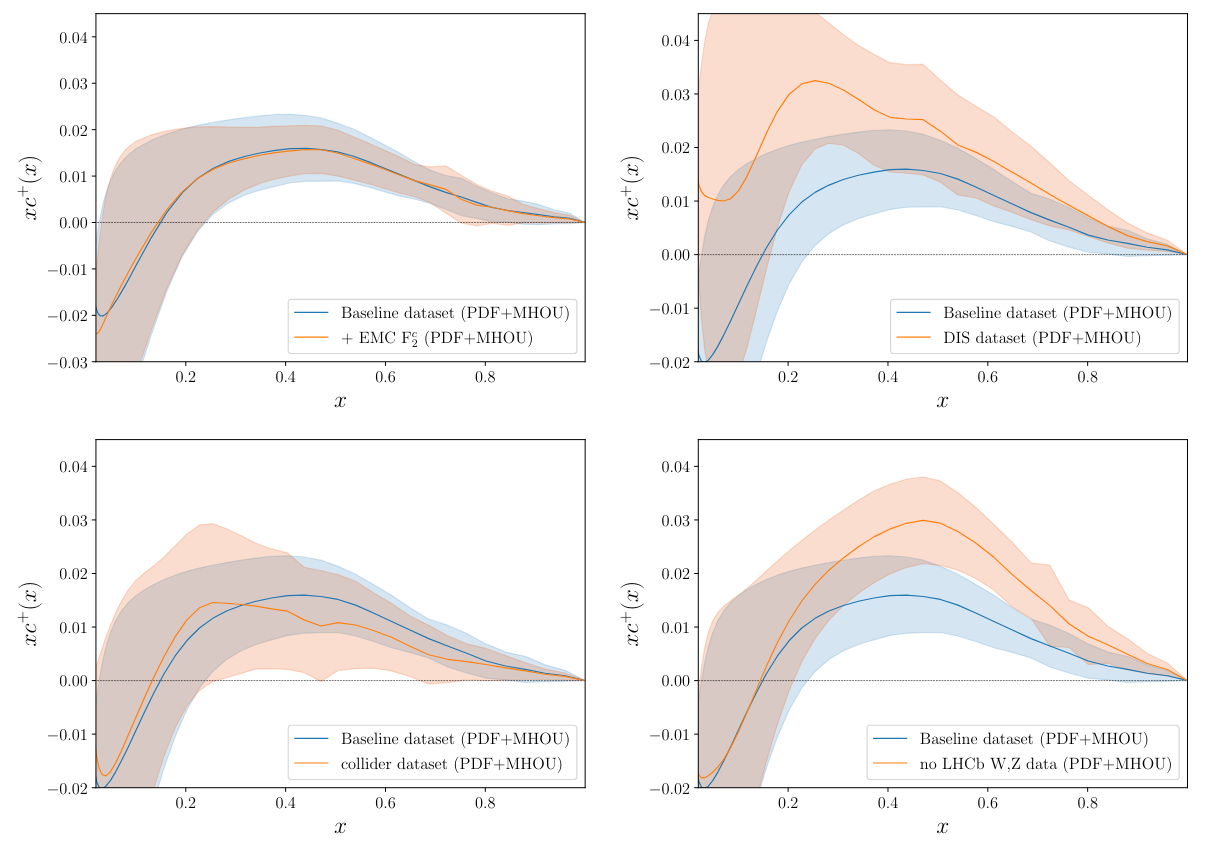 0.04
0.03
0.02
0.01
0.00
−0.01
−0.02
−0.03
xc⁺(x)
Baseline dataset (PDF+MHOU)
+ EMC F₂ᶜ (PDF+MHOU)
0.2 0.4 0.6 0.8
x
0.04
0.03
0.02
0.01
0.00
−0.01
−0.02
xc⁺(x)
Baseline dataset (PDF+MHOU)
DIS dataset (PDF+MHOU)
0.2 0.4 0.6 0.8
x
0.04
0.03
0.02
0.01
0.00
−0.01
−0.02
xc⁺(x)
Baseline dataset (PDF+MHOU)
collider dataset (PDF+MHOU)
0.2 0.4 0.6 0.8
x
0.04
0.03
0.02
0.01
0.00
−0.01
−0.02
xc⁺(x)
Baseline dataset (PDF+MHOU)
no LHCb W,Z data (PDF+MHOU)
0.2 0.4 0.6 0.8
x